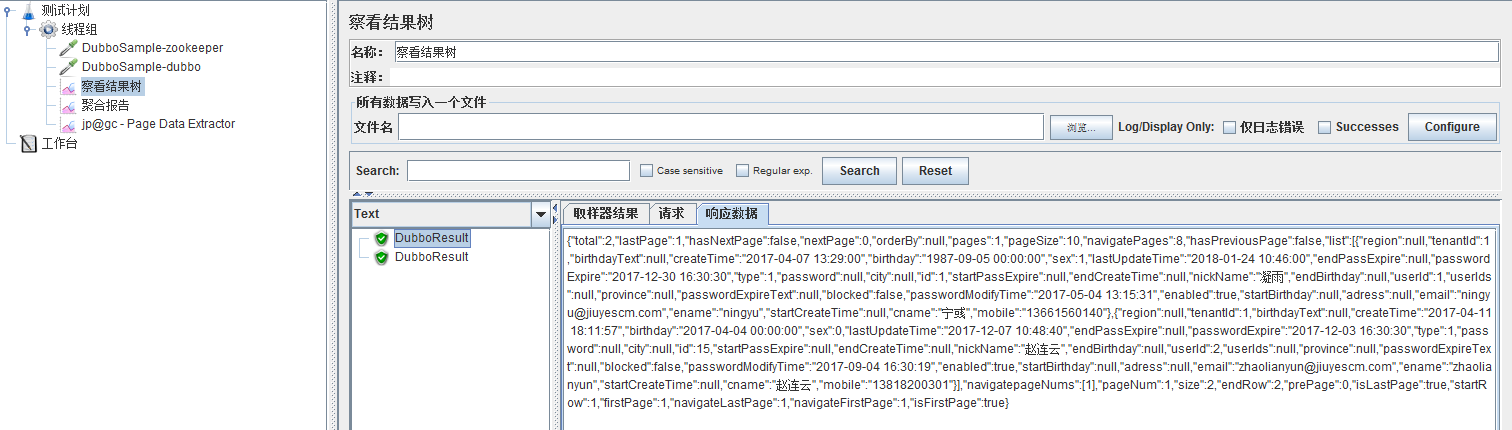 测试计划
线程组
DubboSample-zookeeper
DubboSample-dubbo
察看结果树
聚合报告
jp@gc - Page Data Extractor
工作台
察看结果树
名称： 察看结果树
注释：
所有数据写入一个文件
文件名 浏览... Log/Display Only: 仅日志错误 Successes Configure
Search: Case sensitive Regular exp. Search Reset
Text
DubboResult
DubboResult
取样器结果 请求 响应数据
{"total":2,"lastPage":1,"hasNextPage":false,"nextPage":0,"orderBy":null,"pages":1,"pageSize":10,"navigatePages":8,"hasPreviousPage":false,"list":[[{"region":null,"tenantId":1
,"birthdayText":null,"createTime":"2017-04-07 13:29:00","birthday":"1987-09-05 00:00:00","sex":1,"lastUpdateTime":"2018-01-24 10:46:00","endPassExpire":null,"password
Expire":"2017-12-30 16:30:30","type":1,"password":null,"city":null,"id":1,"startPassExpire":null,"endCreateTime":null,"nickName":"凝雨","endBirthday":null,"userId":1,"userIds
":null,"province":null,"passwordExpireText":null,"blocked":false,"passwordModifyTime":"2017-05-04 13:15:31","enabled":true,"startBirthday":null,"adress":null,"email":"ningy
u@jiuyescm.com","ename":"ningyu","startCreateTime":null,"cname":"宁彧","mobile":"13661560140"},{"region":null,"tenantId":1,"birthdayText":null,"createTime":"2017-04-11
18:11:57","birthday":"2017-04-04 00:00:00","sex":0,"lastUpdateTime":"2017-12-07 10:48:40","endPassExpire":null,"passwordExpire":"2017-12-03 16:30:30","type":1,"pass
word":null,"city":null,"id":15,"startPassExpire":null,"endCreateTime":null,"nickName":"赵连云","endBirthday":null,"userId":2,"userIds":null,"province":null,"passwordExpireTex
t":null,"blocked":false,"passwordModifyTime":"2017-09-04 16:30:19","enabled":true,"startBirthday":null,"adress":null,"email":"zhaolianyun@jiuyescm.com","ename":"zhaolia
nyun","startCreateTime":null,"cname":"赵连云","mobile":"13818200301"}]],"navigatepageNums":[1],"pageNum":1,"size":2,"endRow":2,"prePage":0,"isLastPage":true,"startR
ow":1,"firstPage":1,"navigateLastPage":1,"navigateFirstPage":1,"isFirstPage":true}